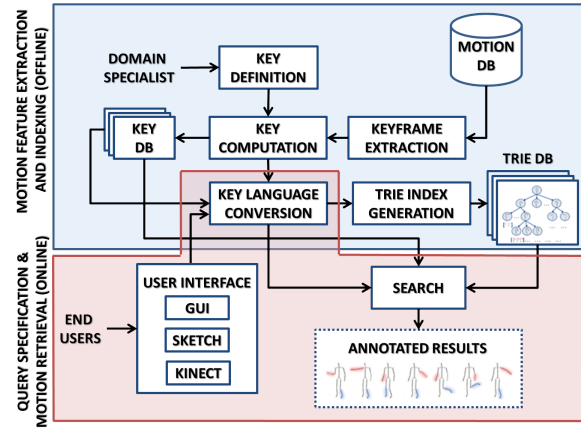 MOTION FEATURE EXTRACTION
AND INDEXING (OFFLINE)
DOMAIN
SPECIALIST
KEY
DEFINITION
MOTION
DB
KEY
DB
KEY
COMPUTATION
KEYFRAME
EXTRACTION
TRIE DB
KEY LANGUAGE
CONVERSION
TRIE INDEX
GENERATION
QUERY SPECIFICATION &
MOTION RETRIEVAL (ONLINE)
END
USERS
USER INTERFACE
GUI
SKETCH
KINECT
SEARCH
ANNOTATED RESULTS